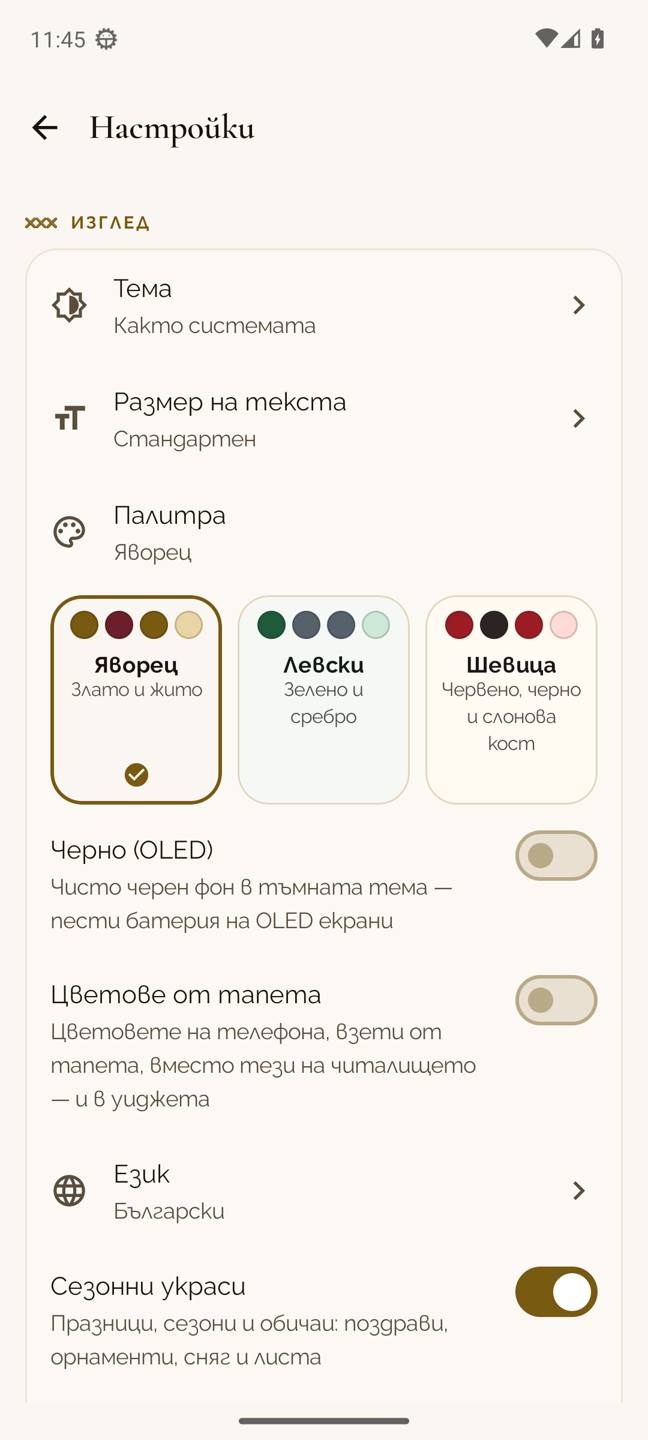 11:45
Настройки
ИЗГЛЕД
Тема
Както системата
Размер на текста
Стандартен
Палитра
Яворец
Яворец
Злато и жито
Левски
Зелено и
сребро
Шевица
Червено, черно
и слонова
кост
Черно (OLED)
Чисто черен фон в тъмната тема —
пести батерия на OLED екрани
Цветове от тапета
Цветовете на телефона, взети от
тапета, вместо тези на читалището
— и в уиджета
Език
Български
Сезонни украси
Празници, сезони и обичаи: поздрави,
орнаменти, сняг и листа